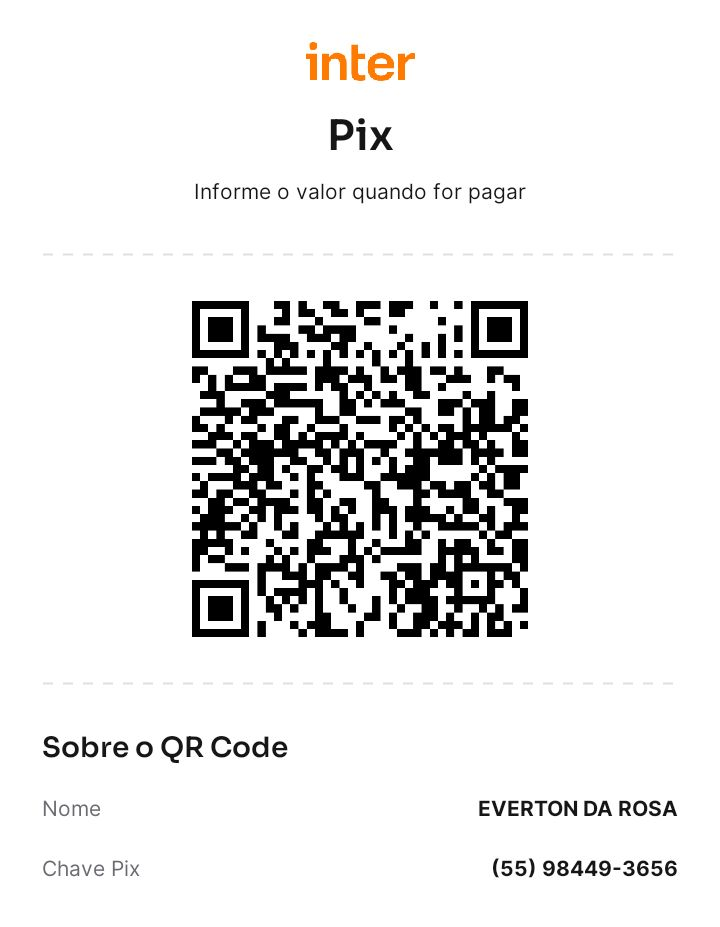 inter
Pix
Informe o valor quando for pagar
Sobre o QR Code
Nome EVERTON DA ROSA
Chave Pix (55) 98449-3656